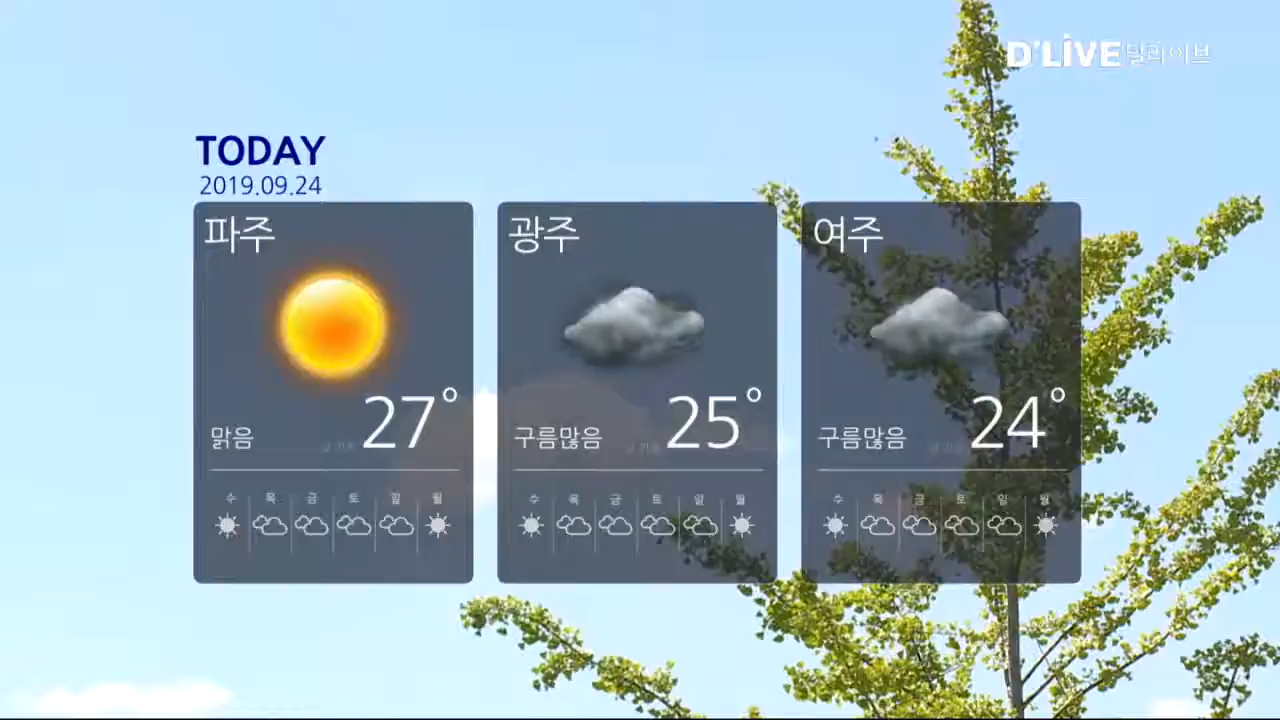 D'LIVE 딜라이브
TODAY
2019.09.24
파주
27°
맑음
수 목 금 토 일 월
광주
25°
구름많음
수 목 금 토 일 월
여주
24°
구름많음
수 목 금 토 일 월